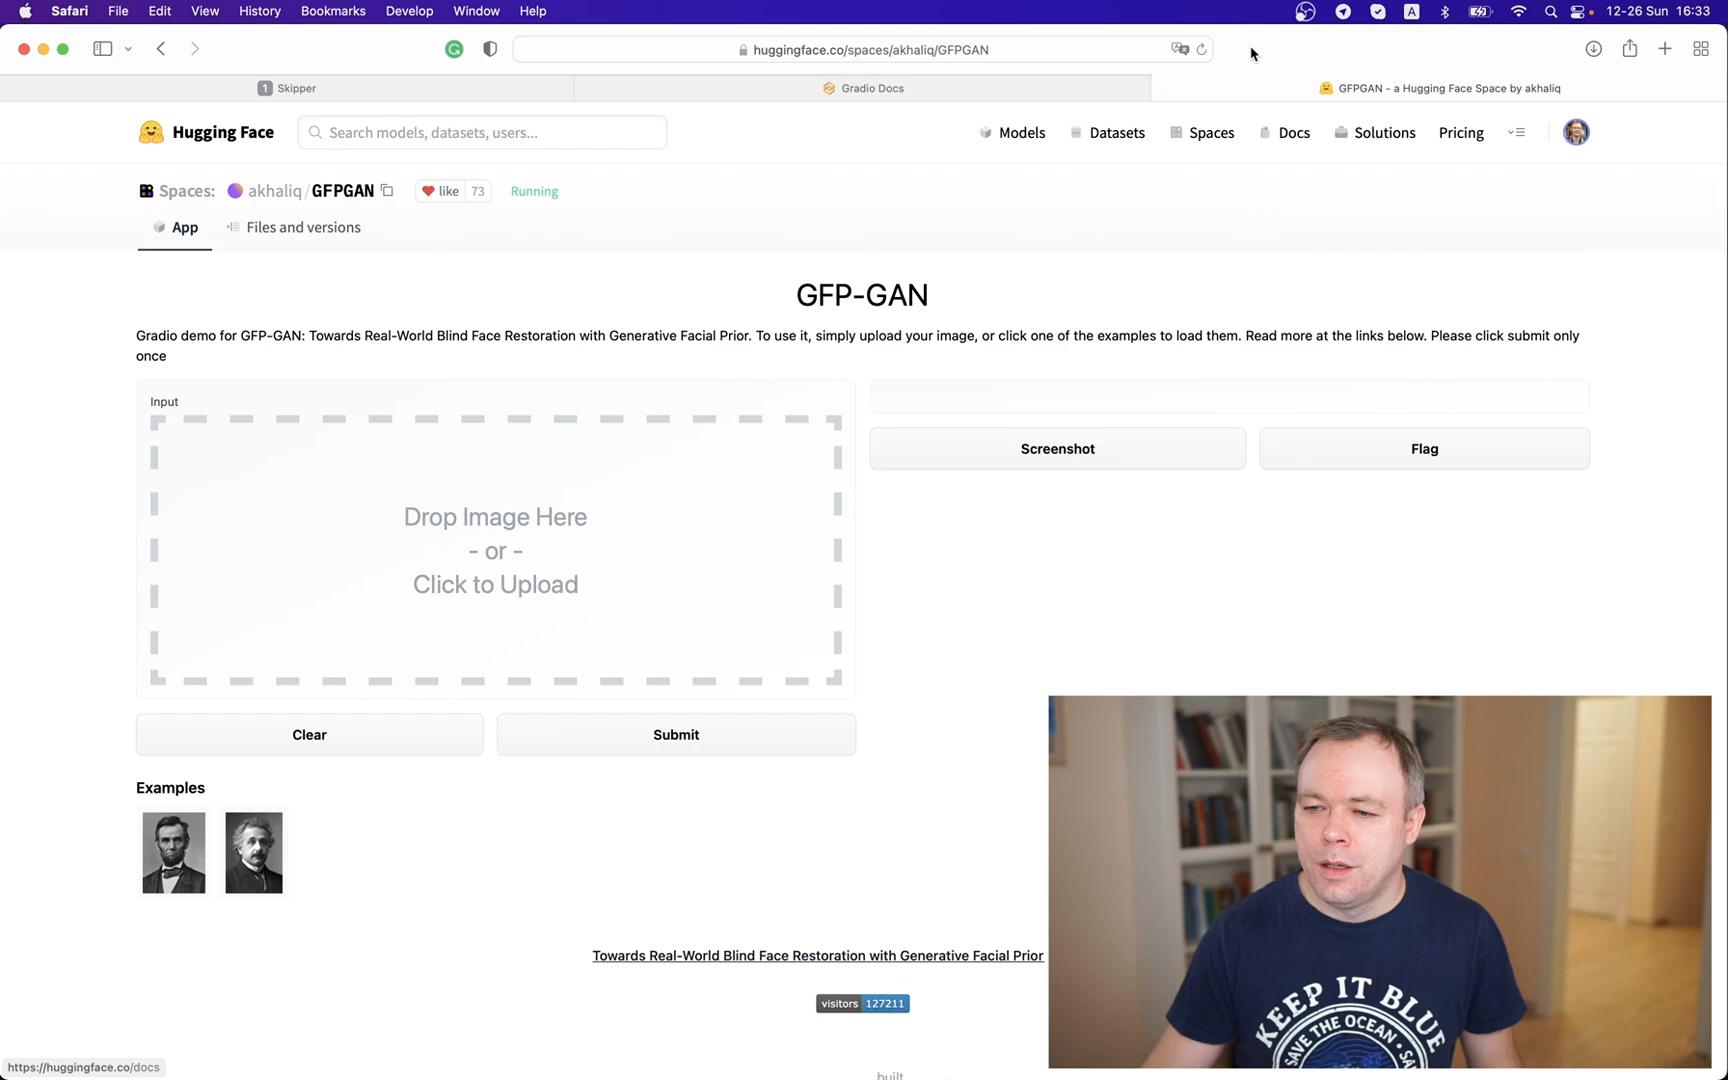 Safari File Edit View History Bookmarks Develop Window Help A 12-26 Sun 16:33
huggingface.co/spaces/akhaliq/GFPGAN
1 Skipper Gradio Docs GFPGAN - a Hugging Face Space by akhaliq
Hugging Face Search models, datasets, users... Models Datasets Spaces Docs Solutions Pricing
Spaces: akhaliq/GFPGAN like 73 Running
App Files and versions
GFP-GAN
Gradio demo for GFP-GAN: Towards Real-World Blind Face Restoration with Generative Facial Prior. To use it, simply upload your image, or click one of the examples to load them. Read more at the links below. Please click submit only
once
Input
Drop Image Here
- or -
Click to Upload
Screenshot Flag
Clear Submit
Examples
Towards Real-World Blind Face Restoration with Generative Facial Prior
visitors 127211
KEEP IT BLUE
SAVE THE OCEAN
https://huggingface.co/docs
built